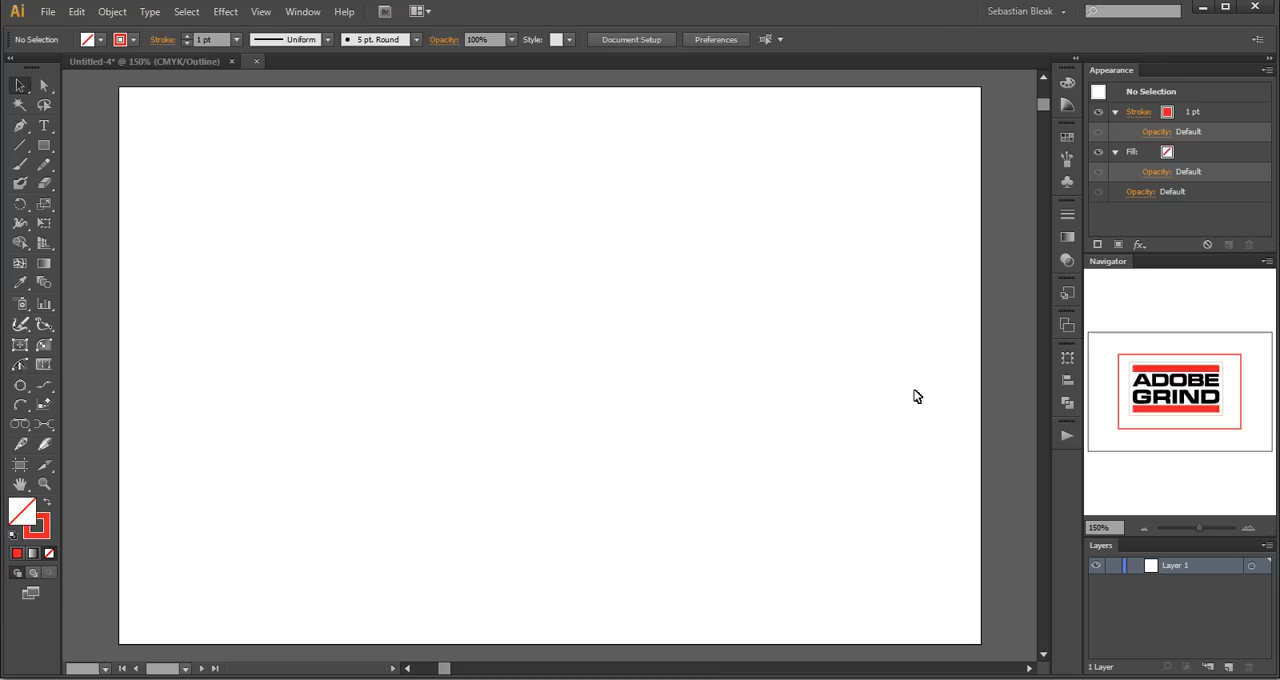 Ai File Edit Object Type Select Effect View Window Help Br Sebastian Bleak
No Selection Stroke: 1 pt Uniform 5 pt. Round Opacity: 100% Style: Document Setup Preferences
Untitled-4* @ 150% (CMYK/Outline)
Appearance
No Selection
Stroke: 1 pt
Opacity: Default
Fill:
Opacity: Default
Opacity: Default
fx
Navigator
ADOBE
GRIND
150%
Layers
Layer 1
1 Layer